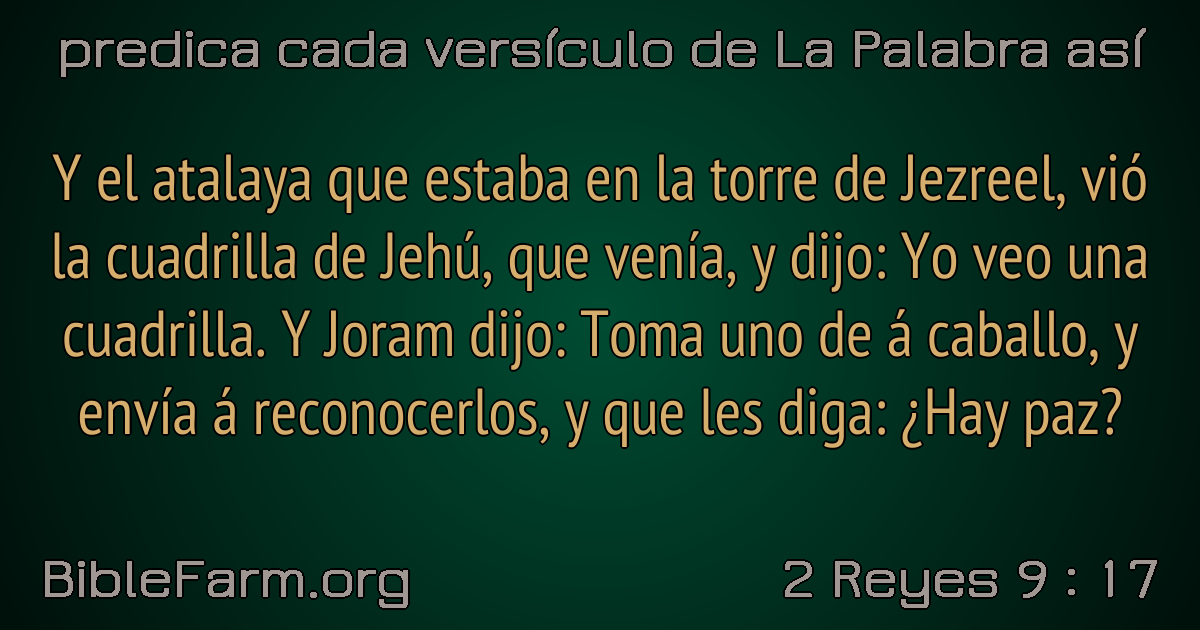 predica cada versículo de La Palabra así
Y el atalaya que estaba en la torre de Jezreel, vió
la cuadrilla de Jehú, que venía, y dijo: Yo veo una
cuadrilla. Y Joram dijo: Toma uno de á caballo, y
envía á reconocerlos, y que les diga: ¿Hay paz?
BibleFarm.org
2 Reyes 9 : 17